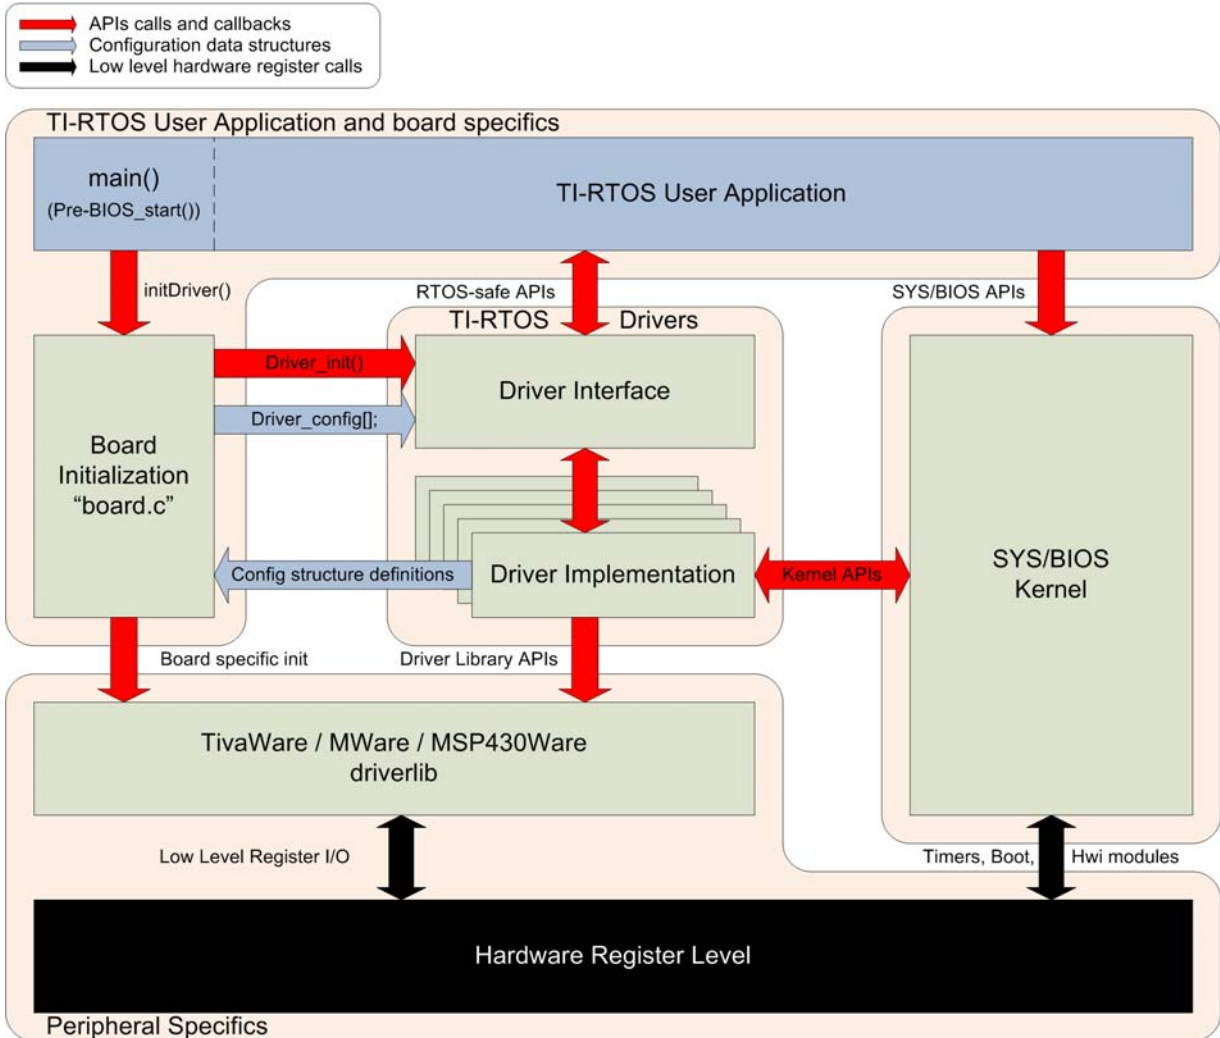 APIs calls and callbacks
Configuration data structures
Low level hardware register calls
TI-RTOS User Application and board specifics
main()
(Pre-BIOS_start())
TI-RTOS User Application
initDriver()
RTOS-safe APIs
SYS/BIOS APIs
TI-RTOS Drivers
Driver_init()
Driver Interface
Driver_config[];
Board
Initialization
“board.c”
Config structure definitions
Driver Implementation
Kernel APIs
SYS/BIOS
Kernel
Board specific init
Driver Library APIs
TivaWare / MWare / MSP430Ware
driverlib
Low Level Register I/O
Timers, Boot, Hwi modules
Hardware Register Level
Peripheral Specifics